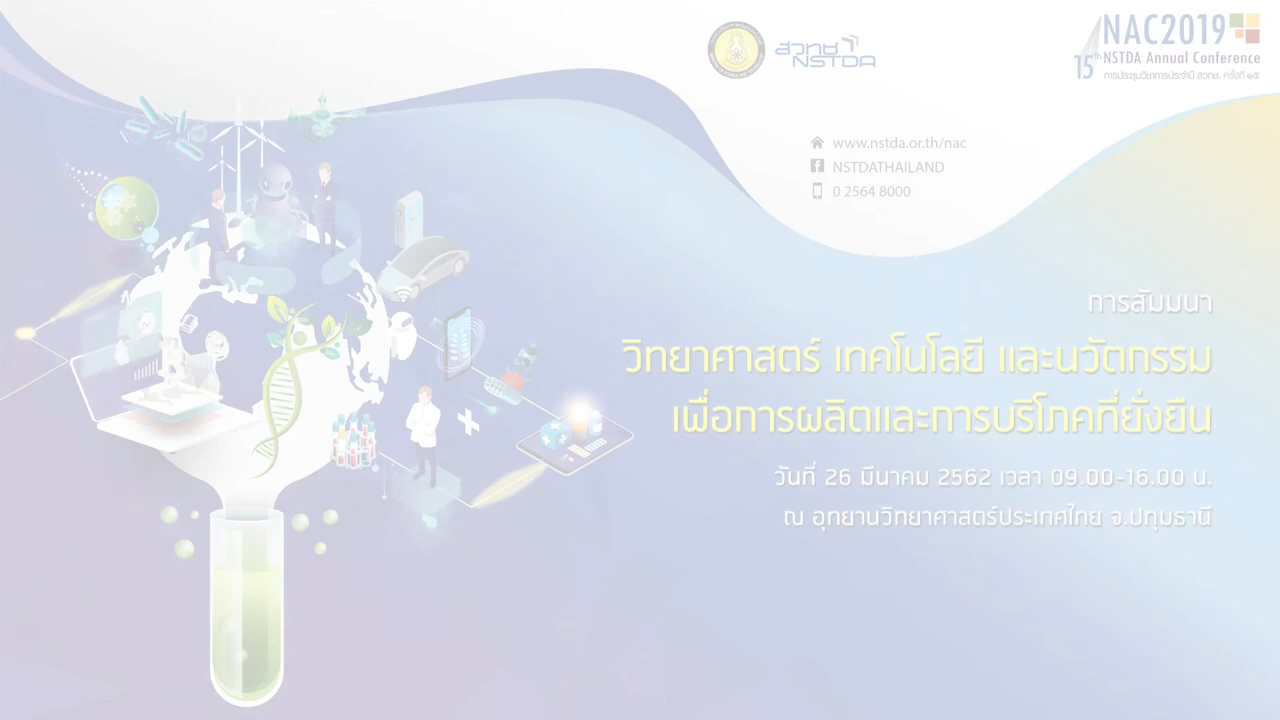 สวทช
NSTDA
NAC2019
15th NSTDA Annual Conference
การประชุมวิชาการประจำปี สวทช. ครั้งที่ ๑๕
www.nstda.or.th/nac
NSTDATHAILAND
0 2564 8000
การสัมมนา
วิทยาศาสตร์ เทคโนโลยี และนวัตกรรม
เพื่อการผลิตและการบริโภคที่ยั่งยืน
วันที่ 26 มีนาคม 2562 เวลา 09.00-16.00 น.
ณ อุทยานวิทยาศาสตร์ประเทศไทย จ.ปทุมธานี